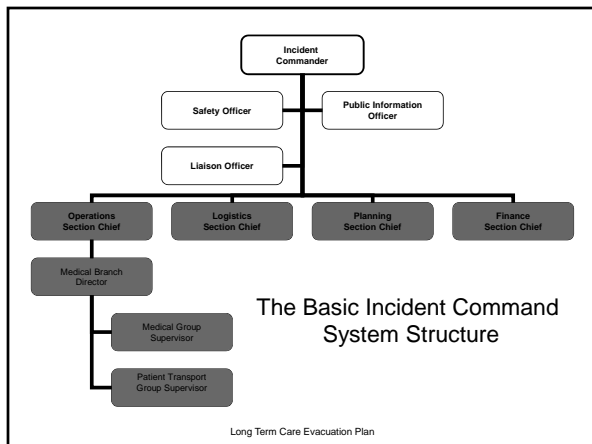 Incident
Commander
Safety Officer
Public Information
Officer
Liaison Officer
Operations
Section Chief
Logistics
Section Chief
Planning
Section Chief
Finance
Section Chief
Medical Branch
Director
The Basic Incident Command
System Structure
Medical Group
Supervisor
Patient Transport
Group Supervisor
Long Term Care Evacuation Plan